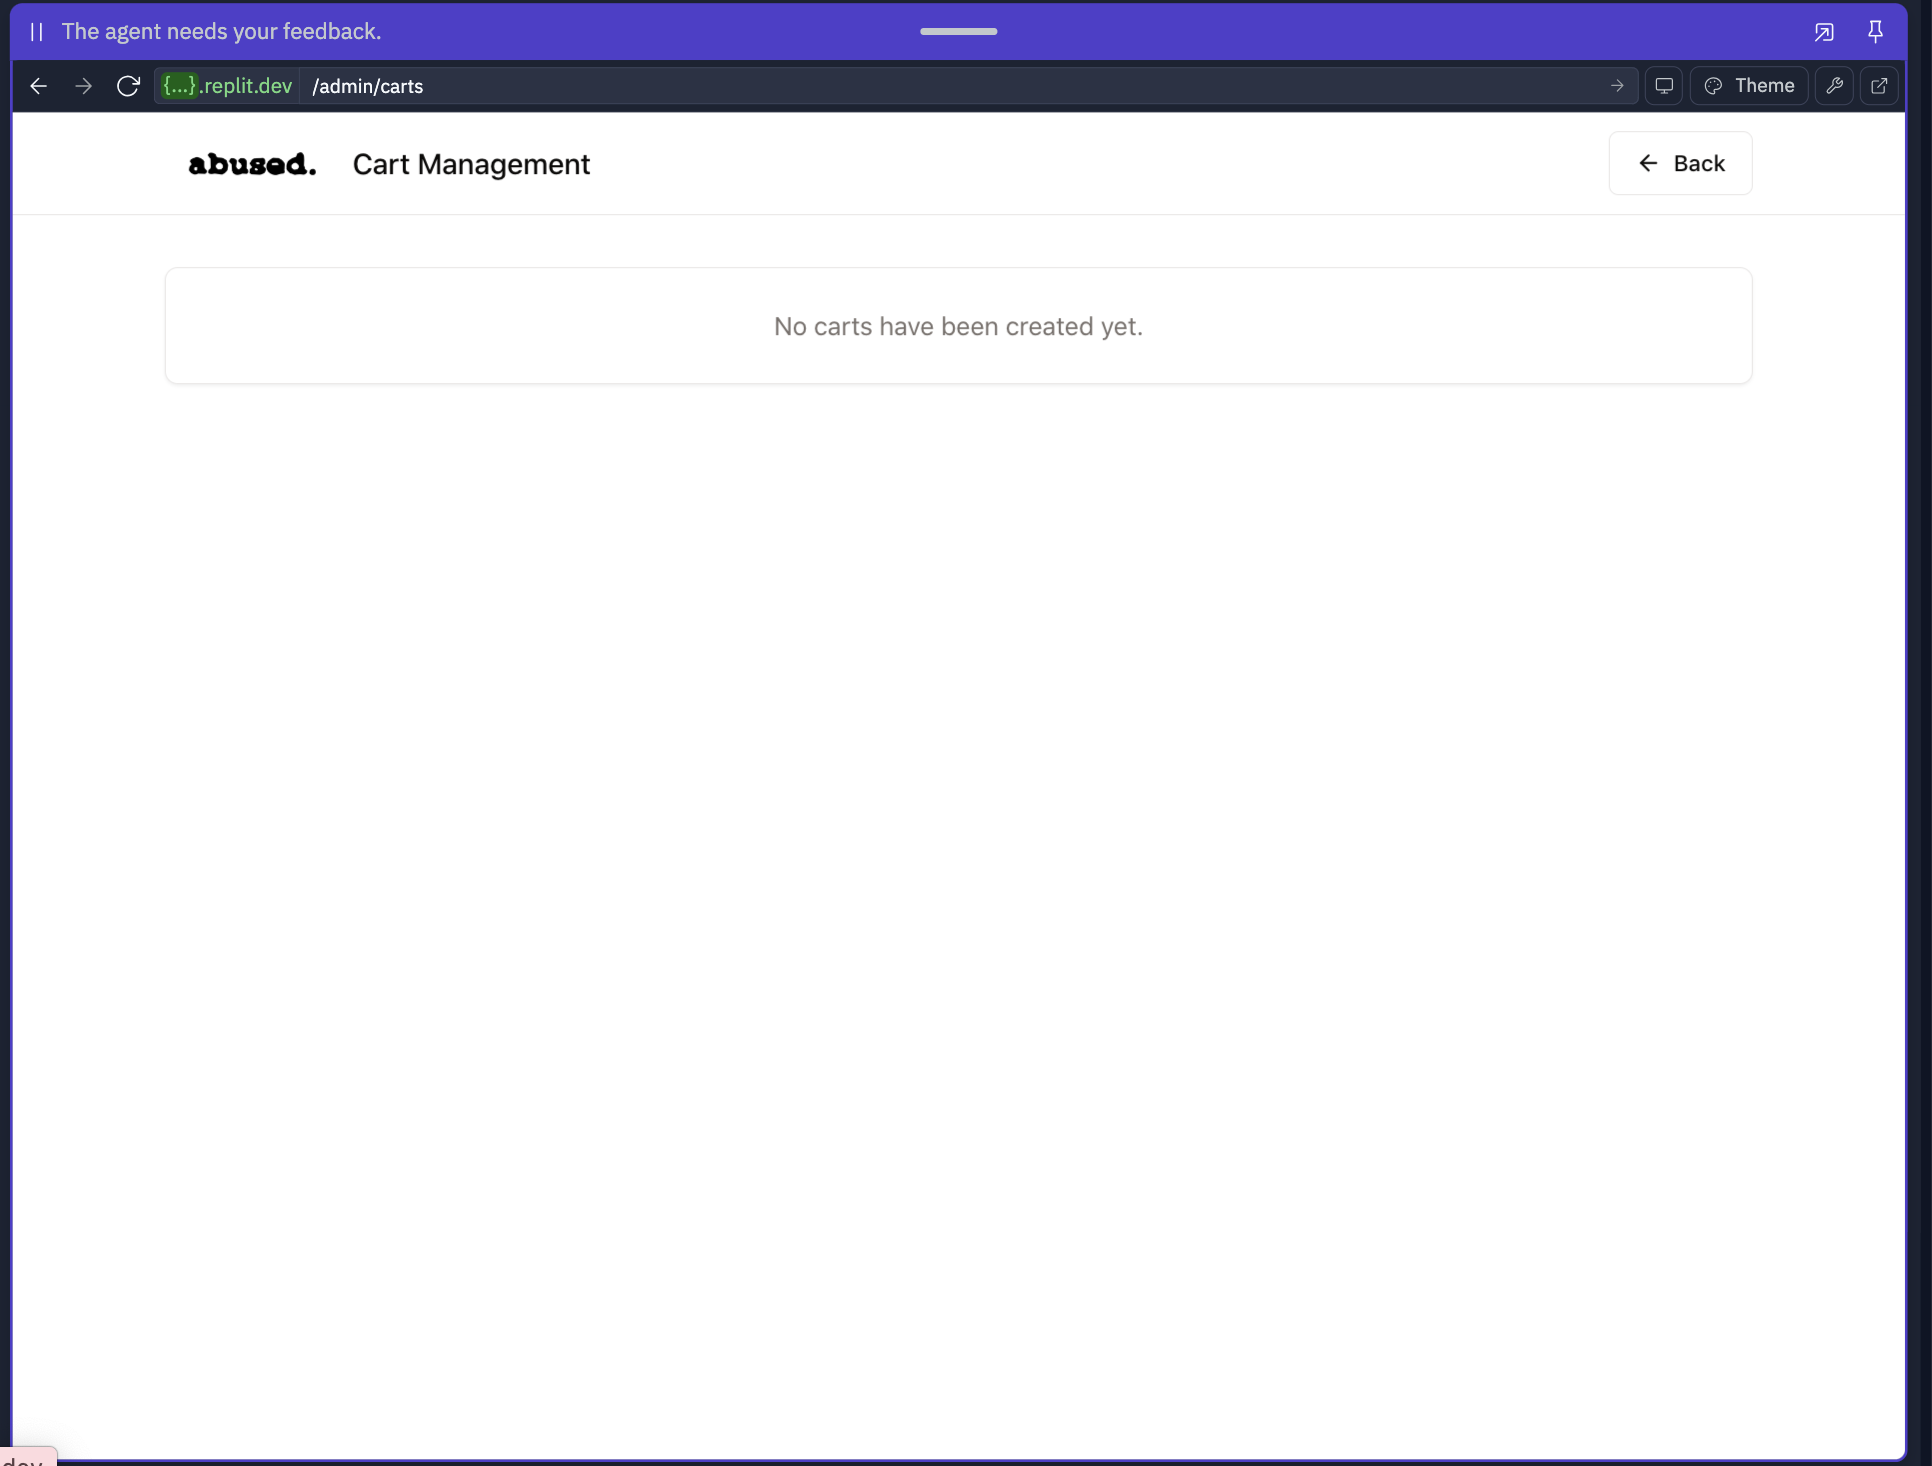 The agent needs your feedback.
{...}.replit.dev /admin/carts
Theme
abused. Cart Management
Back
No carts have been created yet.
dev